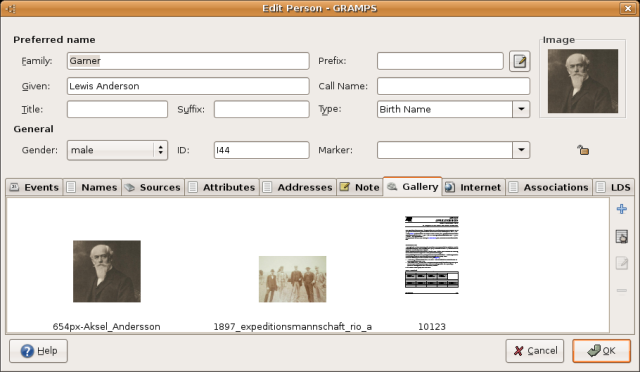 Edit Person - GRAMPS
Preferred name
Image
Family: Garner
Prefix:
Given: Lewis Anderson
Call Name:
Title:
Suffix:
Type: Birth Name
General
Gender: male
ID: I44
Marker:
Events Names Sources Attributes Addresses Note Gallery Internet Associations LDS
654px-Aksel_Andersson
1897_expeditionsmannschaft_rio_a
10123
Help
Cancel
OK